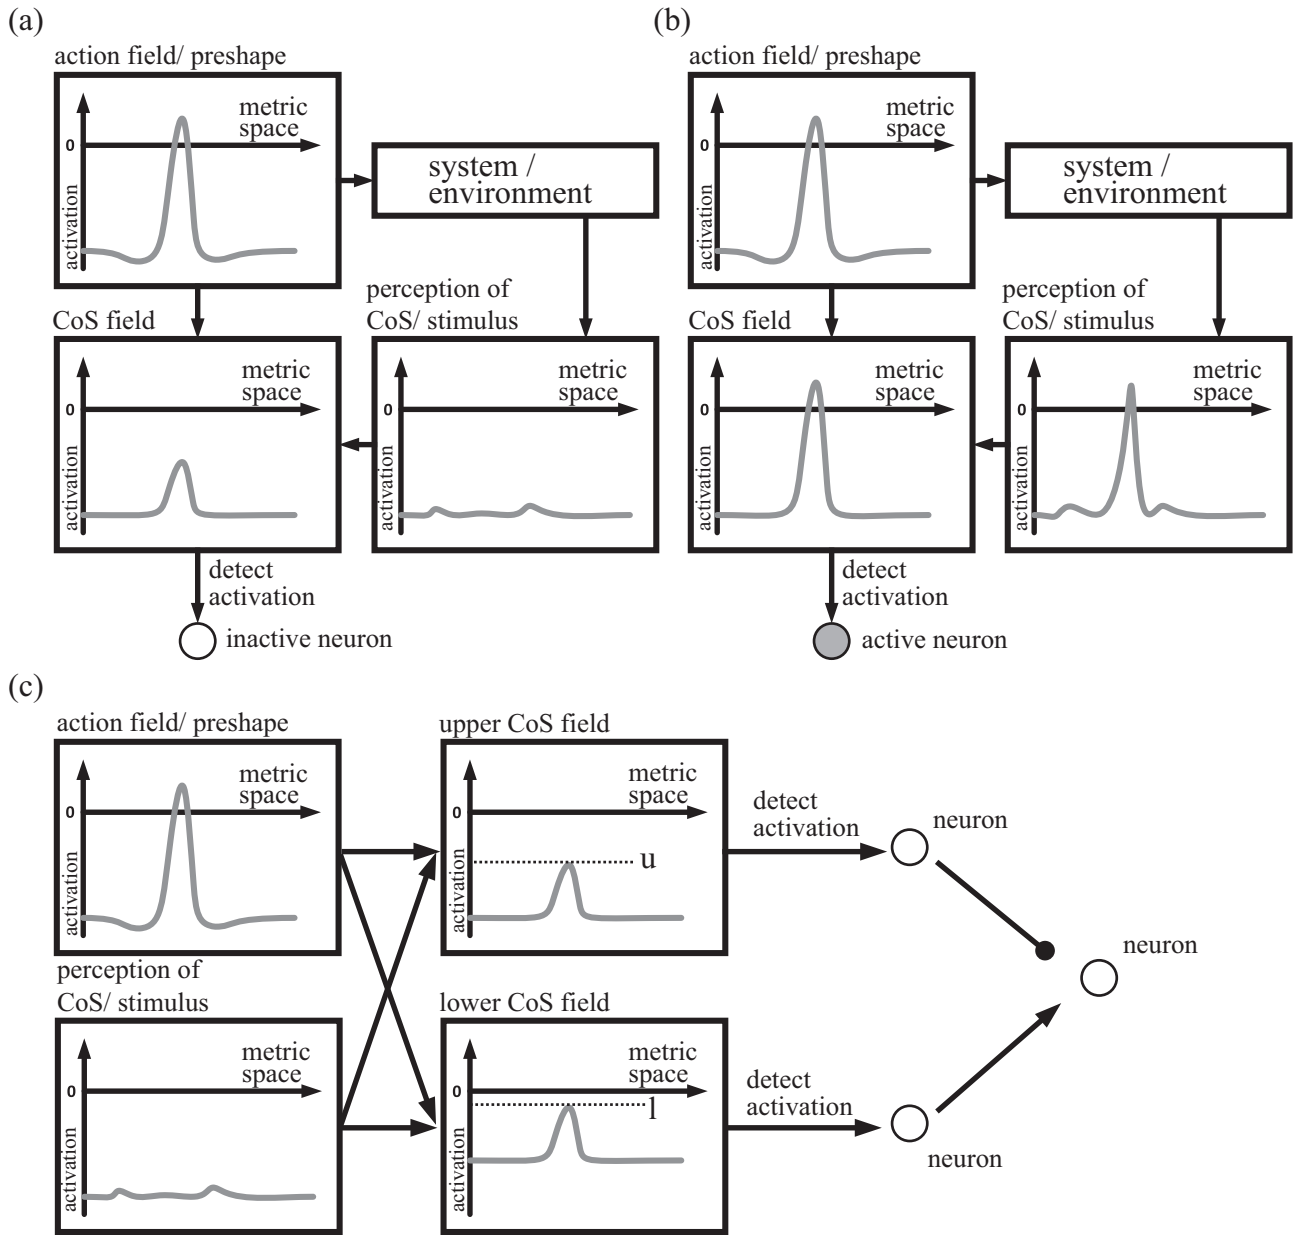 (a)
action field/ preshape
metric
space
0
activation
system /
environment
CoS field
metric
space
0
activation
perception of
CoS/ stimulus
metric
space
0
activation
detect
activation
inactive neuron
(b)
action field/ preshape
metric
space
0
activation
system /
environment
CoS field
metric
space
0
activation
perception of
CoS/ stimulus
metric
space
0
activation
detect
activation
active neuron
(c)
action field/ preshape
metric
space
0
activation
perception of
CoS/ stimulus
metric
space
0
activation
upper CoS field
metric
space
0
u
activation
detect
activation
neuron
lower CoS field
metric
space
0
l
activation
detect
activation
neuron
neuron